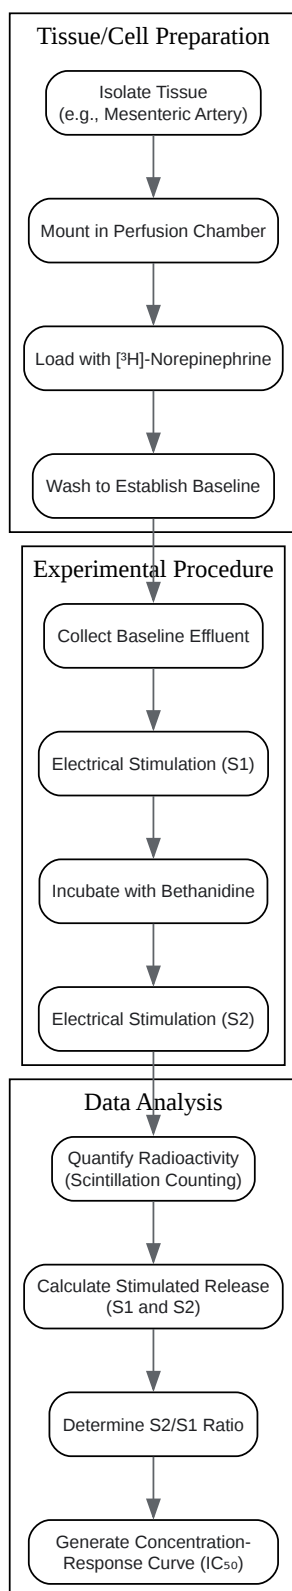 Tissue/Cell Preparation
Isolate Tissue
(e.g., Mesenteric Artery)
Mount in Perfusion Chamber
Load with [³H]-Norepinephrine
Wash to Establish Baseline
Experimental Procedure
Collect Baseline Effluent
Electrical Stimulation (S1)
Incubate with Bethanidine
Electrical Stimulation (S2)
Data Analysis
Quantify Radioactivity
(Scintillation Counting)
Calculate Stimulated Release
(S1 and S2)
Determine S2/S1 Ratio
Generate Concentration-
Response Curve (IC₅₀)